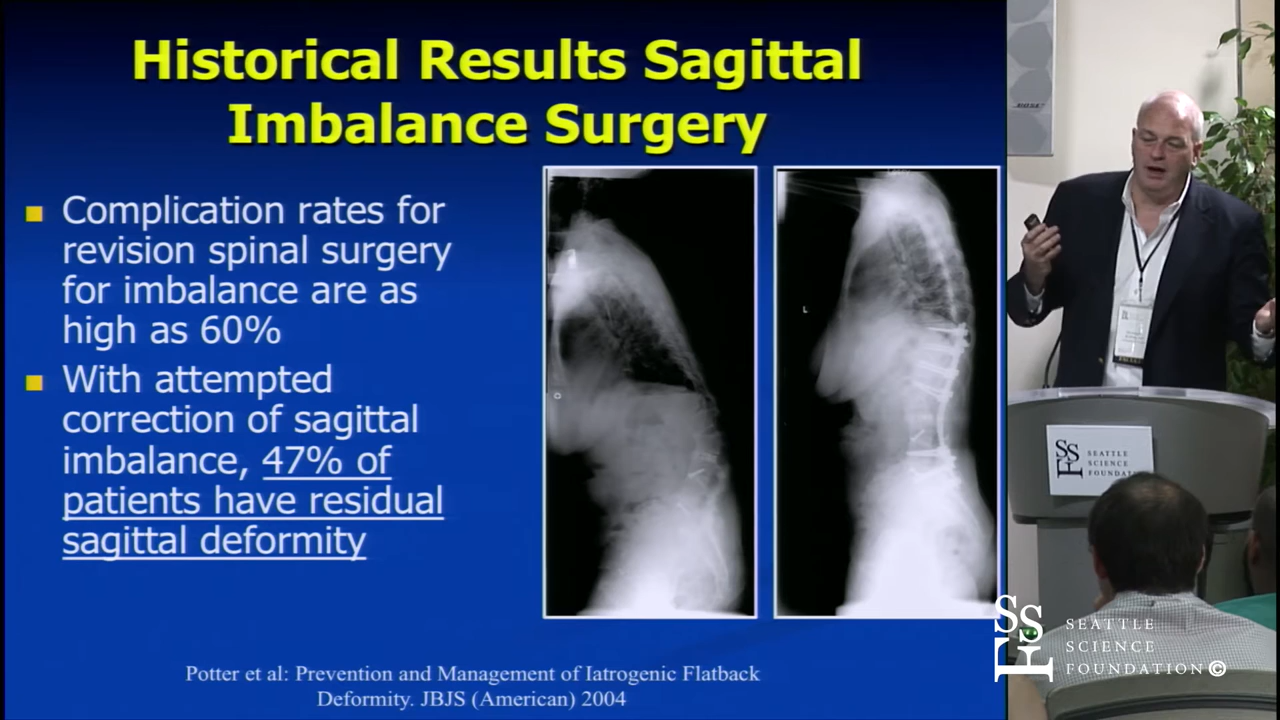 Historical Results Sagittal
Imbalance Surgery
Complication rates for
revision spinal surgery
for imbalance are as
high as 60%
With attempted
correction of sagittal
imbalance, 47% of
patients have residual
sagittal deformity
L
Potter et al: Prevention and Management of Iatrogenic Flatback
Deformity. JBJS (American) 2004
SSF
SEATTLE
SCIENCE
SSF
SEATTLE
SCIENCE
FOUNDATION©